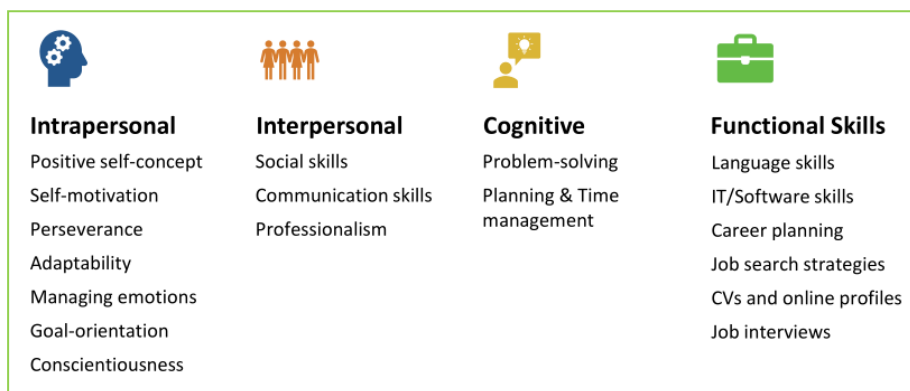 Intrapersonal
Positive self-concept
Self-motivation
Perseverance
Adaptability
Managing emotions
Goal-orientation
Conscientiousness
Interpersonal
Social skills
Communication skills
Professionalism
Cognitive
Problem-solving
Planning & Time
management
Functional Skills
Language skills
IT/Software skills
Career planning
Job search strategies
CVs and online profiles
Job interviews